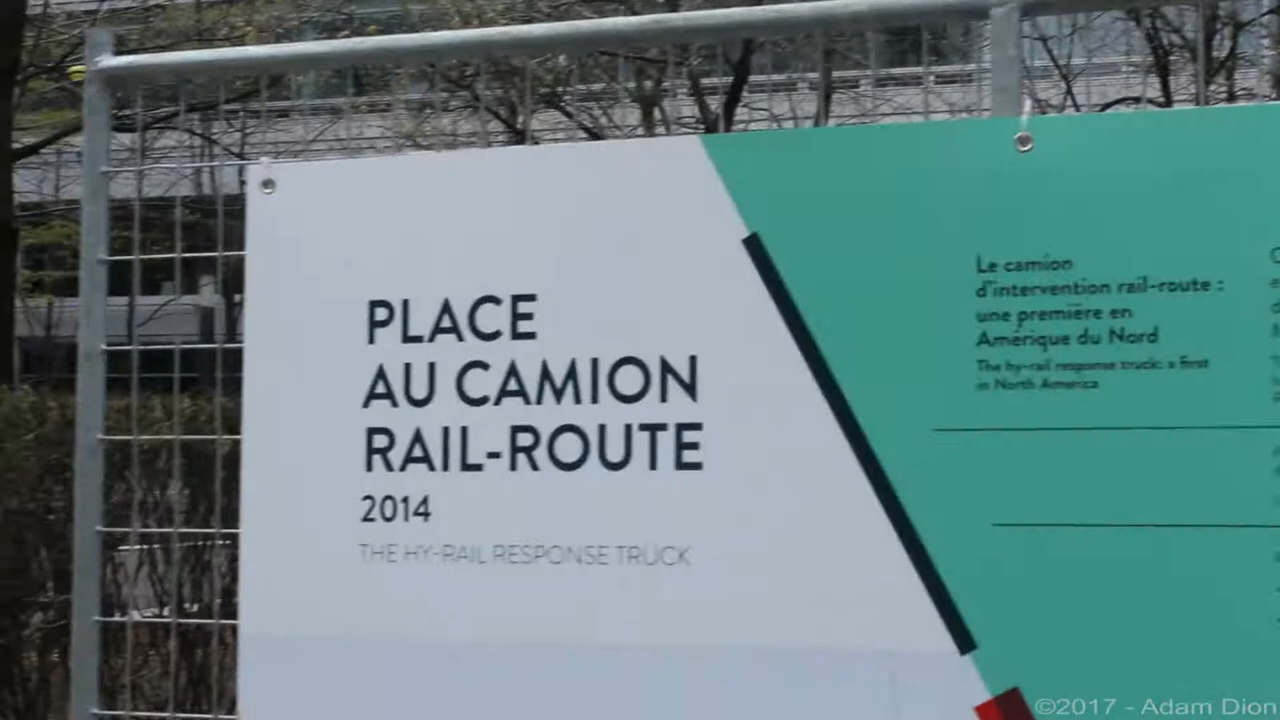 PLACE
AU CAMION
RAIL-ROUTE
2014
THE HY-RAIL RESPONSE TRUCK
Le camion
d'intervention rail-route :
une première en
Amérique du Nord
The hy-rail response truck: a first
in North America
©2017 - Adam Dion